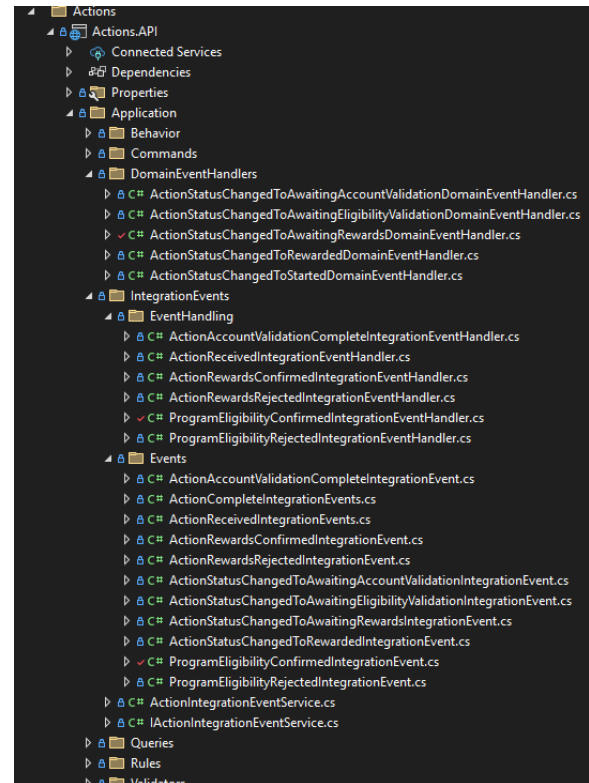 Actions
Actions.API
Connected Services
Dependencies
Properties
Application
Behavior
Commands
DomainEventHandlers
C# ActionStatusChangedToAwaitingAccountValidationDomainEventHandler.cs
C# ActionStatusChangedToAwaitingEligibilityValidationDomainEventHandler.cs
C# ActionStatusChangedToAwaitingRewardsDomainEventHandler.cs
C# ActionStatusChangedToRewardedDomainEventHandler.cs
C# ActionStatusChangedToStartedDomainEventHandler.cs
IntegrationEvents
EventHandling
C# ActionAccountValidationCompleteIntegrationEventHandler.cs
C# ActionReceivedIntegrationEventHandler.cs
C# ActionRewardsConfirmedIntegrationEventHandler.cs
C# ActionRewardsRejectedIntegrationEventHandler.cs
C# ProgramEligibilityConfirmedIntegrationEventHandler.cs
C# ProgramEligibilityRejectedIntegrationEventHandler.cs
Events
C# ActionAccountValidationCompleteIntegrationEvent.cs
C# ActionCompleteIntegrationEvents.cs
C# ActionReceivedIntegrationEvents.cs
C# ActionRewardsConfirmedIntegrationEvent.cs
C# ActionRewardsRejectedIntegrationEvent.cs
C# ActionStatusChangedToAwaitingAccountValidationIntegrationEvent.cs
C# ActionStatusChangedToAwaitingEligibilityValidationIntegrationEvent.cs
C# ActionStatusChangedToAwaitingRewardsIntegrationEvent.cs
C# ActionStatusChangedToRewardedIntegrationEvent.cs
C# ProgramEligibilityConfirmedIntegrationEvent.cs
C# ProgramEligibilityRejectedIntegrationEvent.cs
C# ActionIntegrationEventService.cs
C# IActionIntegrationEventService.cs
Queries
Rules
Validators